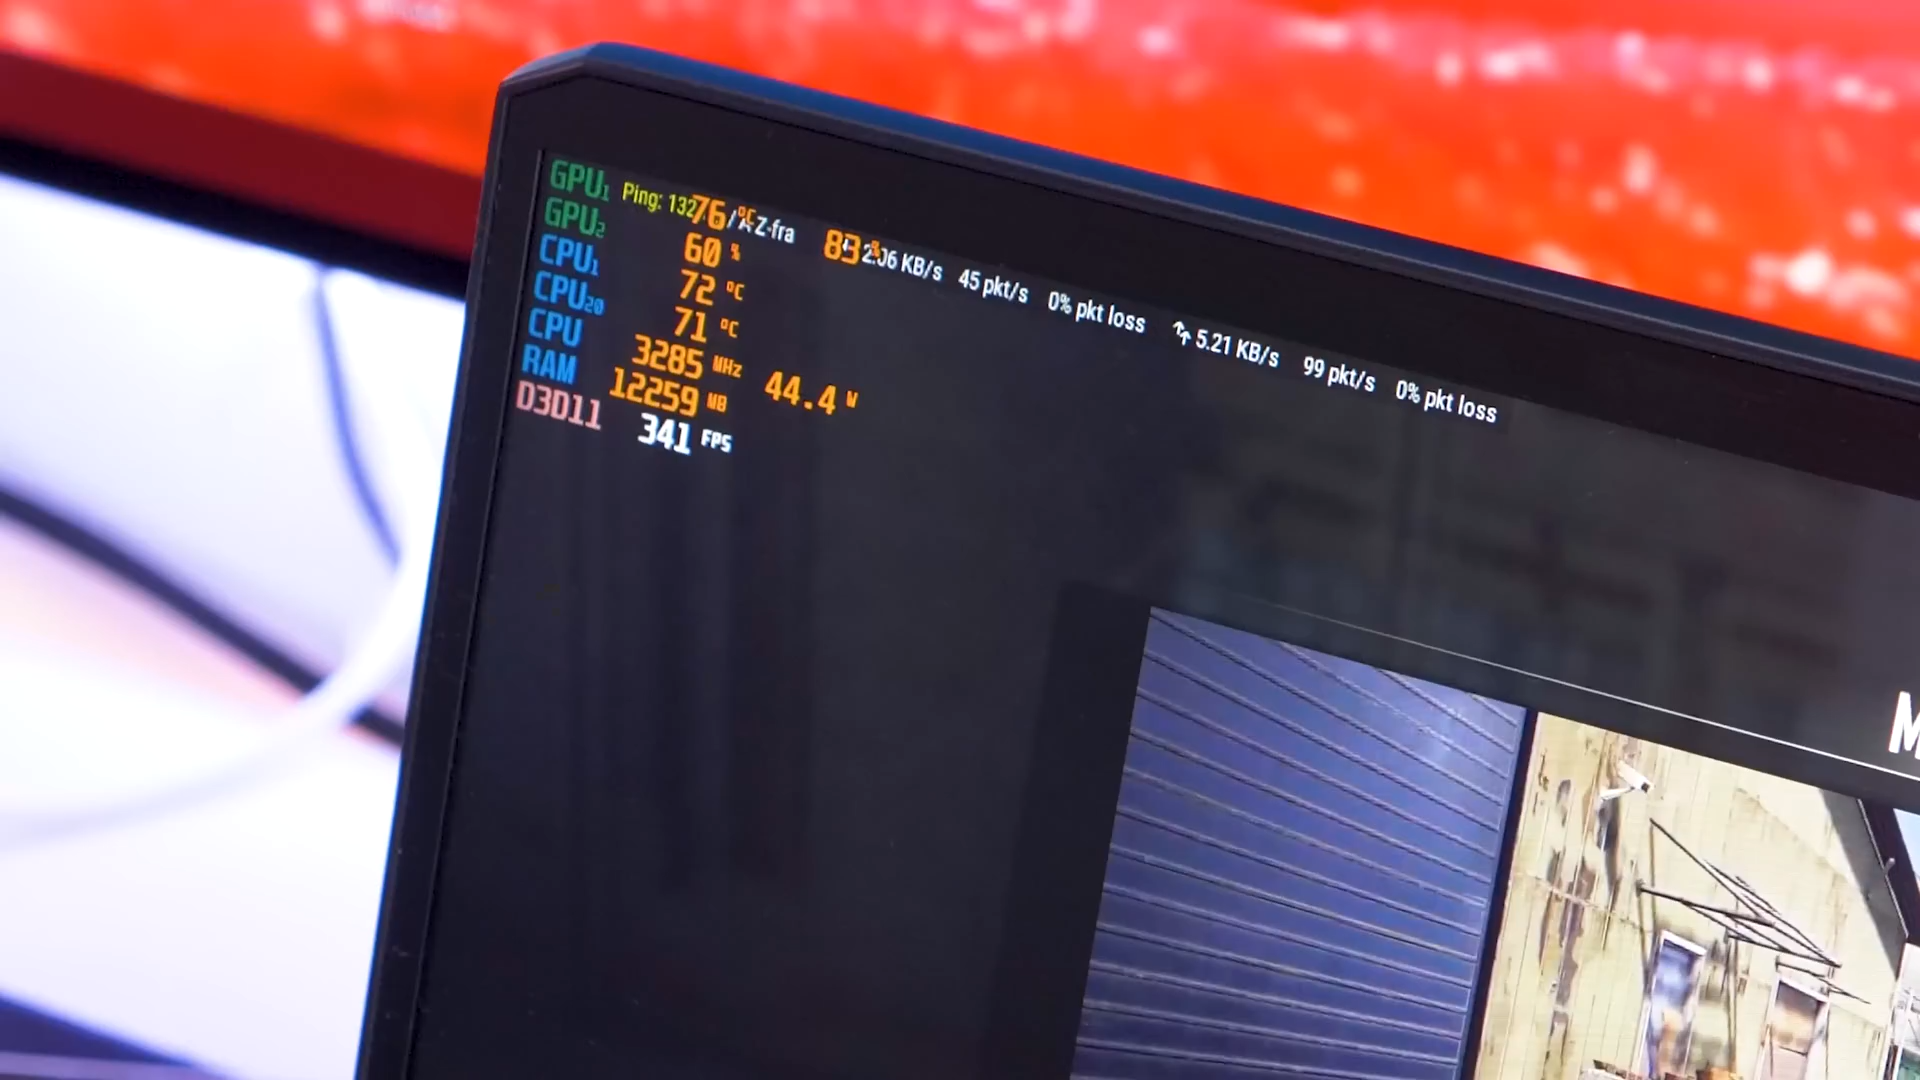 GPU1 76 °C 83 %
Ping: 132 Z-fra 2.06 KB/s 45 pkt/s 0% pkt loss 5.21 KB/s 99 pkt/s 0% pkt loss
GPU2 60 %
CPU1 72 °C
CPU20 71 °C
CPU 3285 MHz 44.4 W
RAM 12259 MB
D3D11 341 FPS